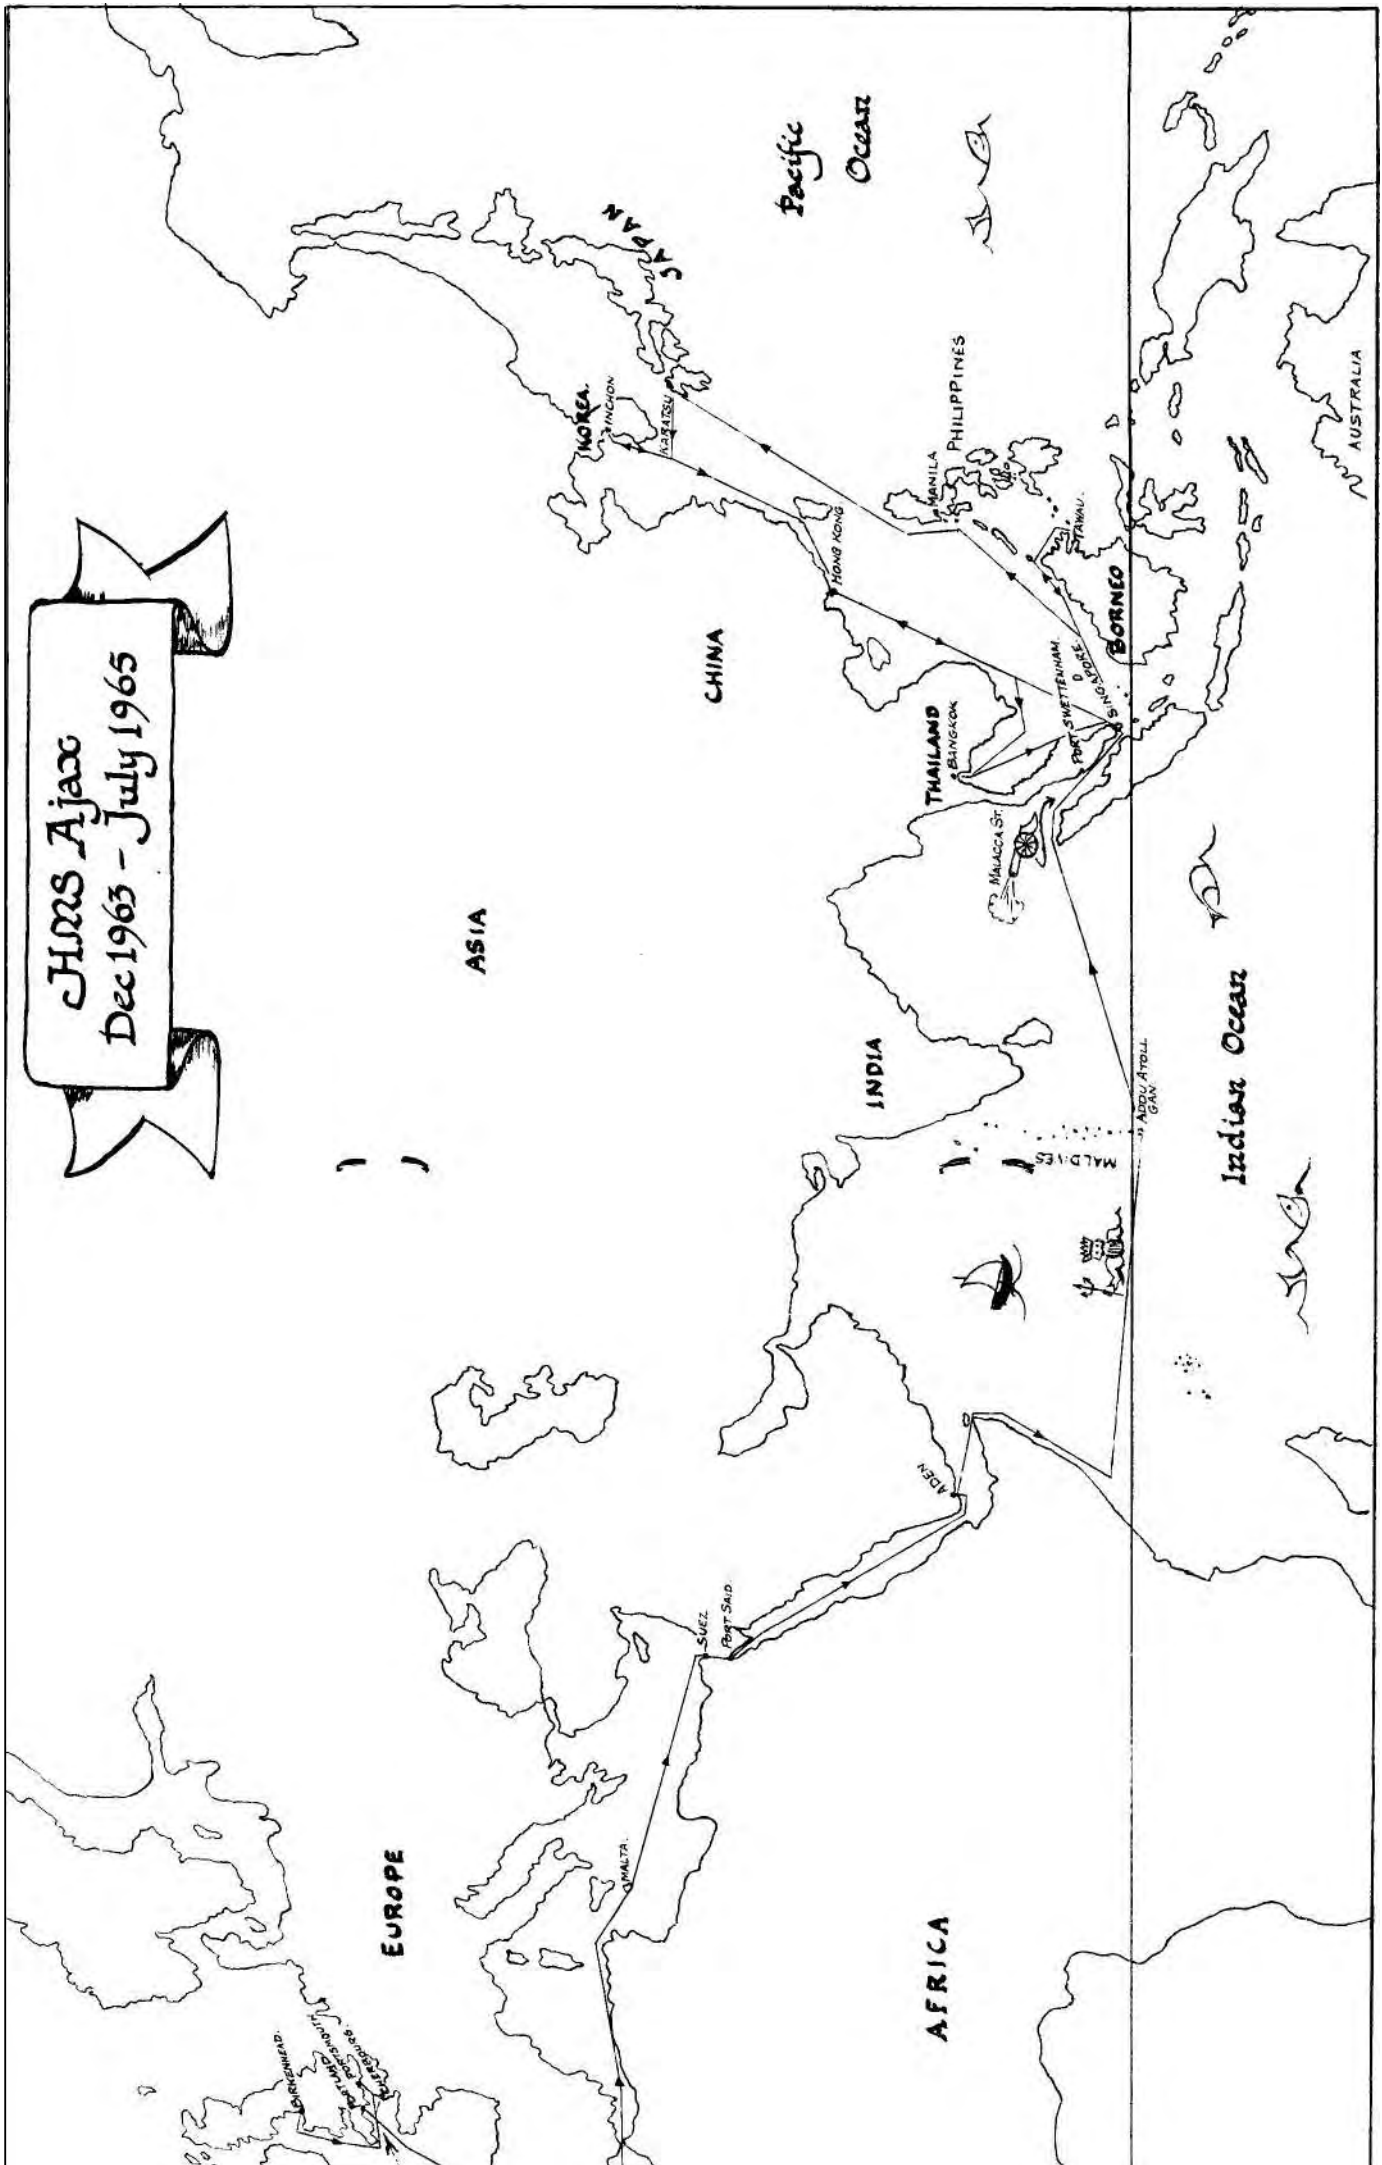 HMS Ajax
Dec 1963 - July 1965
EUROPE
ASIA
CHINA
KOREA.
INCHON
JAPAN
KARATSU
Pacific
Ocean
BIRKENHEAD.
PORTLAND
PORTSMOUTH
CHERBOURG.
MALTA.
SUEZ
PORT SAID.
ADEN
AFRICA
INDIA
MALDIVES
ADDU ATOLL
GAN
Indian Ocean
MALACCA ST.
THAILAND
BANGKOK
PORT SWETTENHAM.
SINGAPORE.
HONG KONG
MANILA
PHILIPPINES
TAWAU.
BORNEO
AUSTRALIA